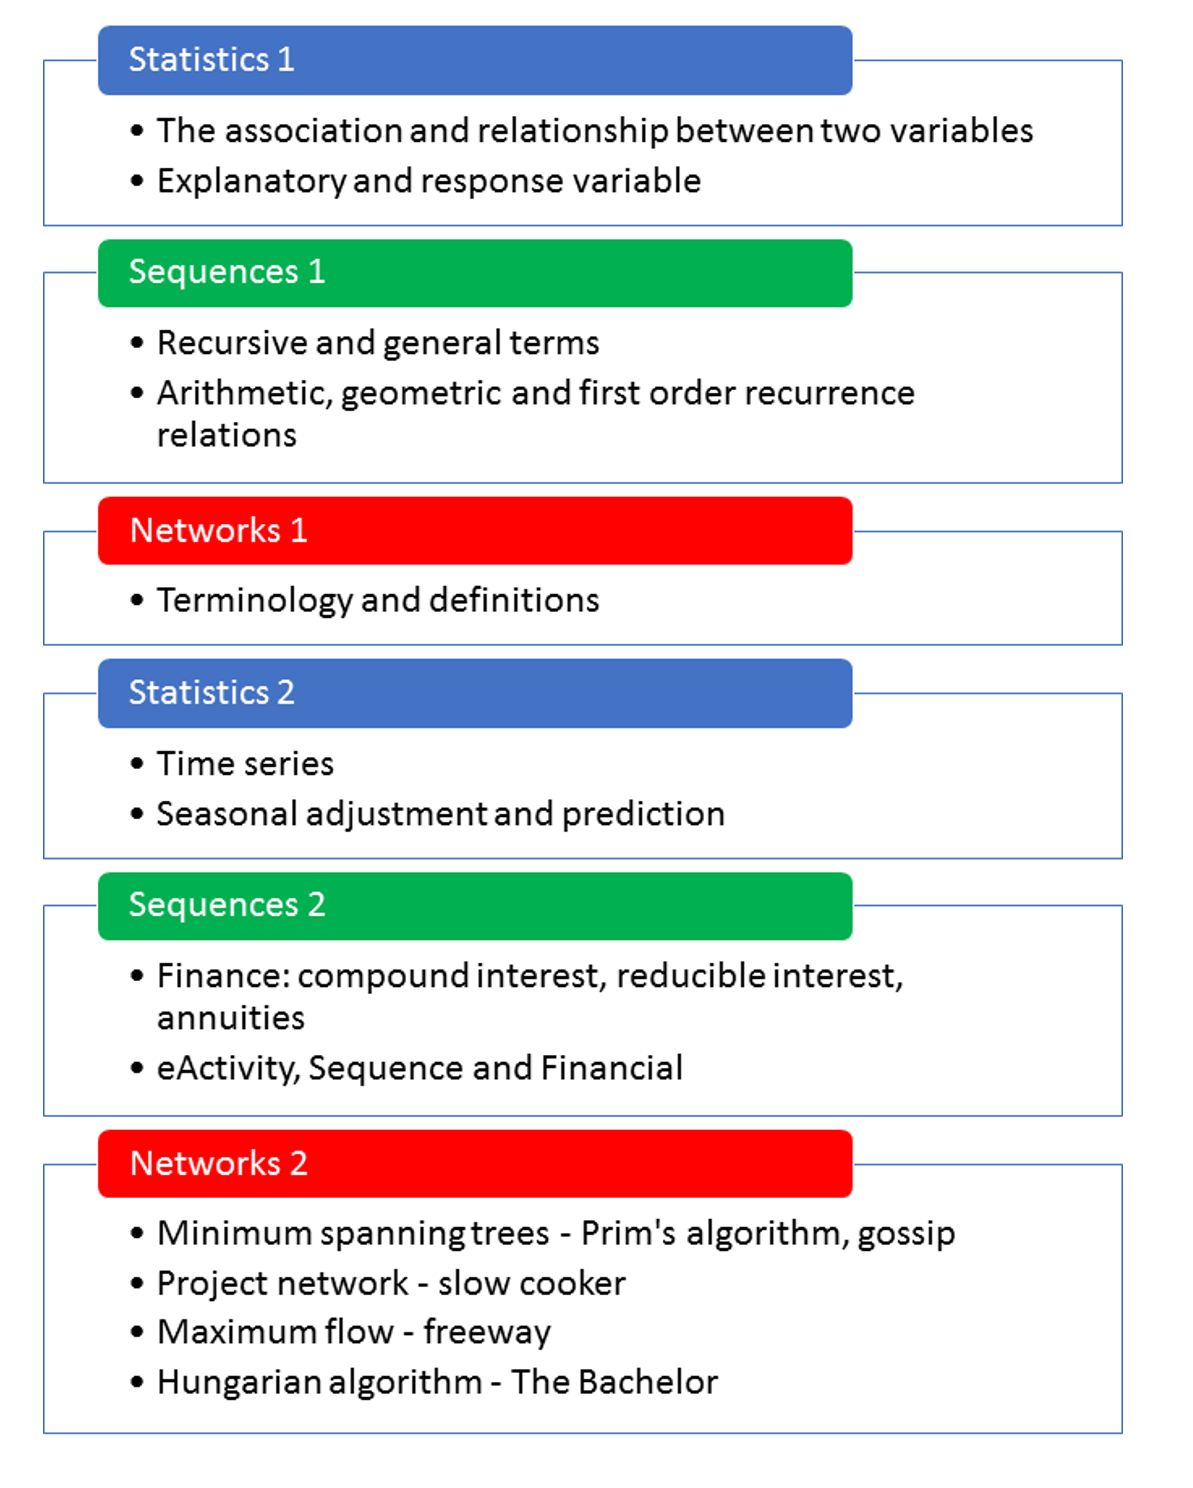 Statistics 1
• The association and relationship between two variables
• Explanatory and response variable
Sequences 1
• Recursive and general terms
• Arithmetic, geometric and first order recurrence
relations
Networks 1
• Terminology and definitions
Statistics 2
• Time series
• Seasonal adjustment and prediction
Sequences 2
• Finance: compound interest, reducible interest,
annuities
• eActivity, Sequence and Financial
Networks 2
• Minimum spanning trees - Prim's algorithm, gossip
• Project network - slow cooker
• Maximum flow - freeway
• Hungarian algorithm - The Bachelor